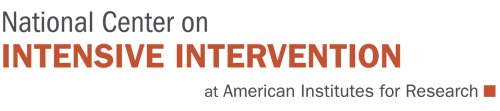 National Center on
INTENSIVE INTERVENTION
at American Institutes for Research